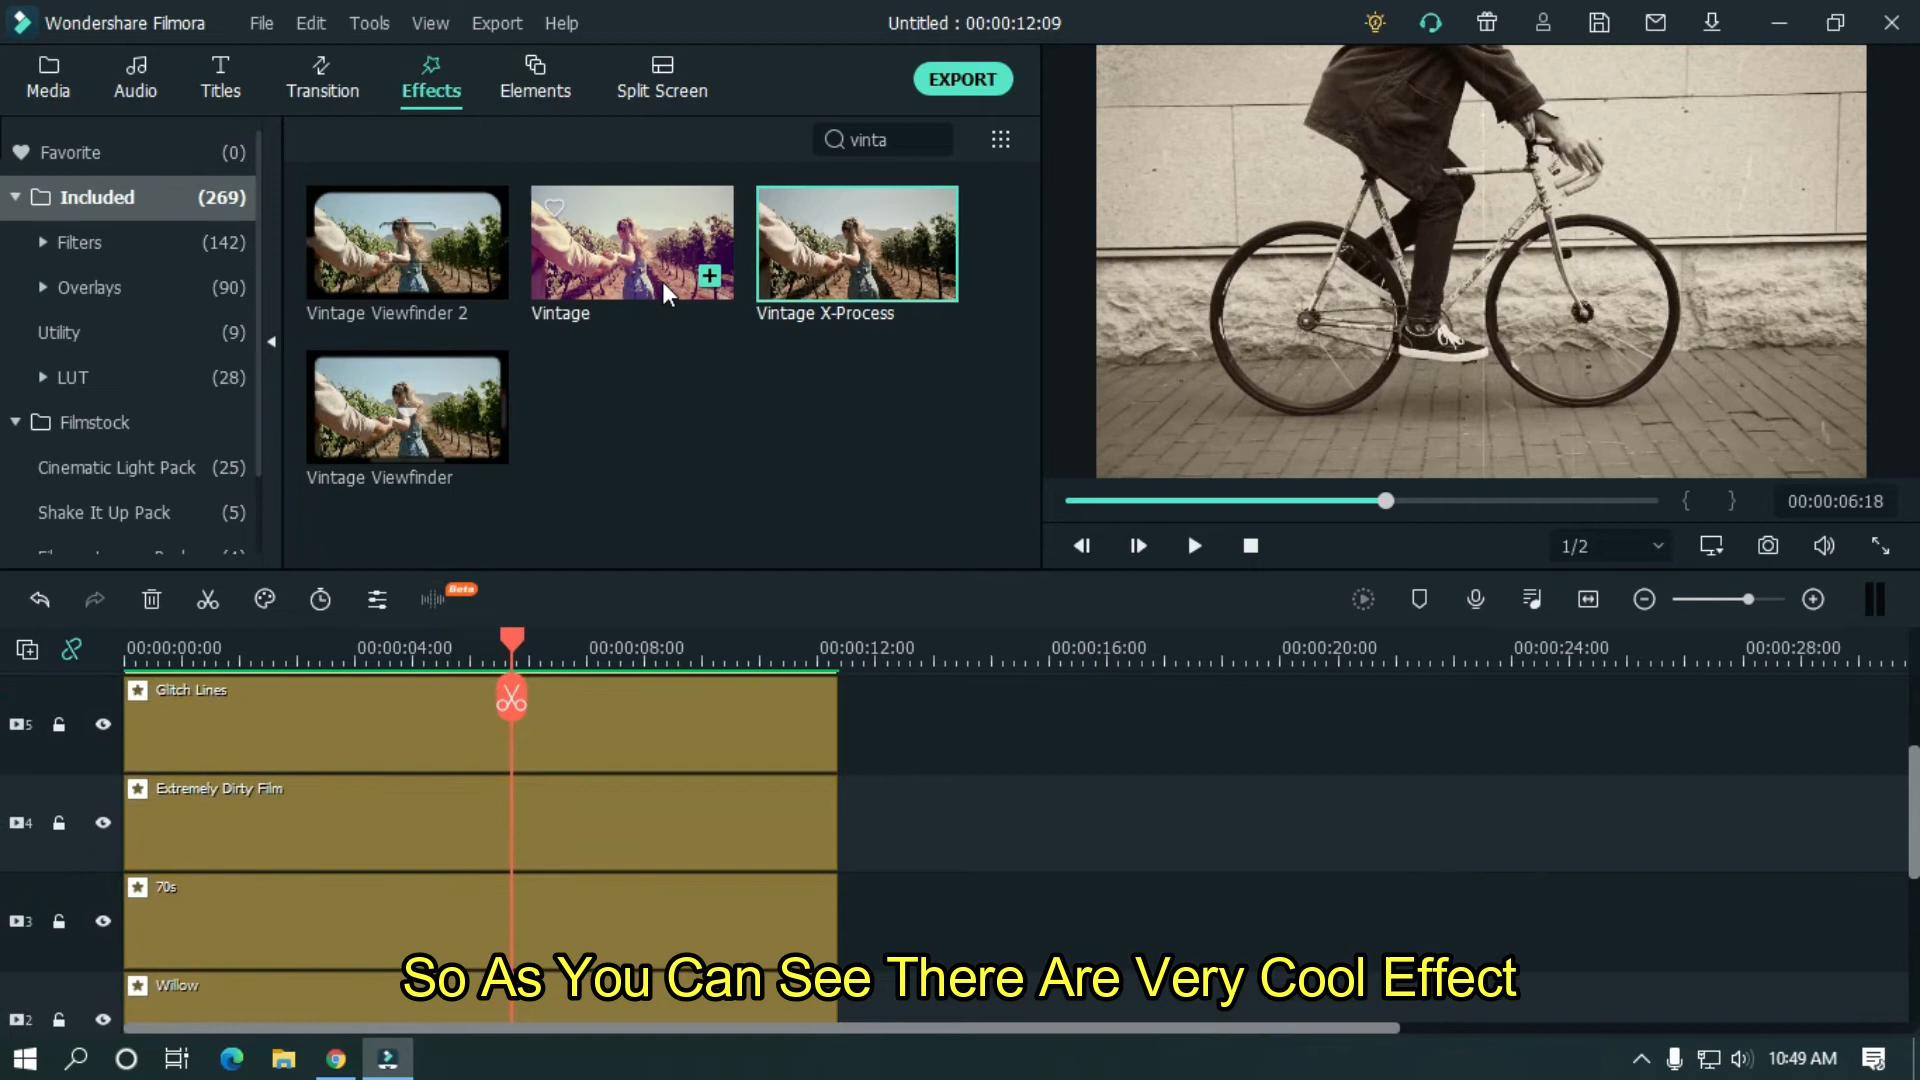 Wondershare Filmora File Edit Tools View Export Help Untitled : 00:00:12:09
Media Audio Titles Transition Effects Elements Split Screen EXPORT
vinta
Favorite (0)
Included (269)
Filters (142)
Overlays (90)
Utility (9)
LUT (28)
Filmstock
Cinematic Light Pack (25)
Shake It Up Pack (5)
Vintage Viewfinder 2 Vintage Vintage X-Process
Vintage Viewfinder
{ } 00:00:06:18
1/2
Beta
00:00:00:00 00:00:04:00 00:00:08:00 00:00:12:00 00:00:16:00 00:00:20:00 00:00:24:00 00:00:28:00
Glitch Lines
5
Extremely Dirty Film
4
70s
3
So As You Can See There Are Very Cool Effect
Willow
2
10:49 AM